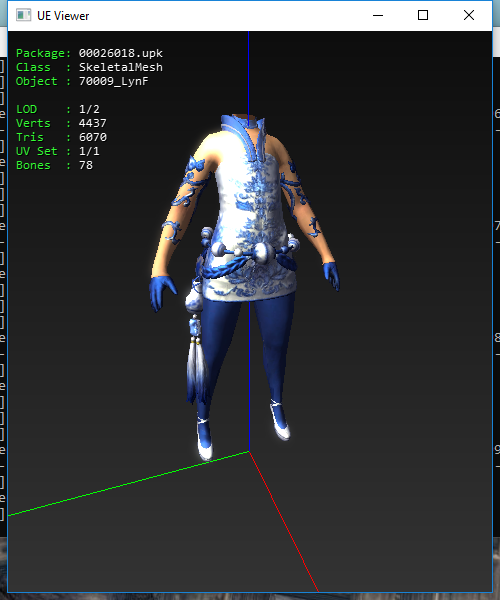 UE Viewer
Package: 00026018.upk
Class : SkeletalMesh
Object : 70009_LynF
LOD : 1/2
Verts : 4437
Tris : 6070
UV Set : 1/1
Bones : 78